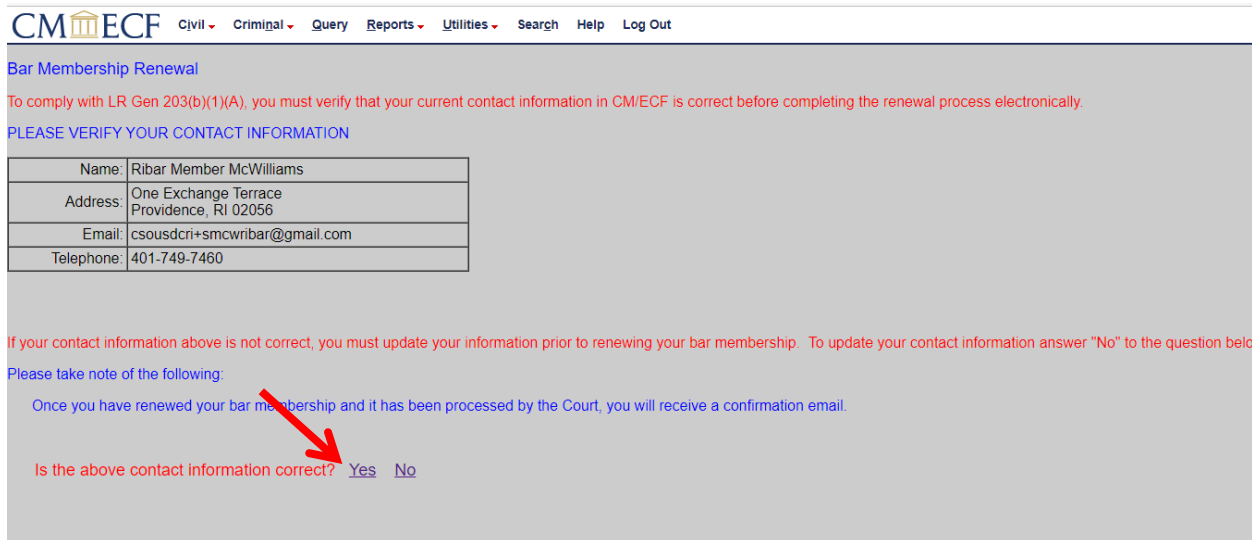 CM ECF Civil Criminal Query Reports Utilities Search Help Log Out
Bar Membership Renewal
To comply with LR Gen 203(b)(1)(A), you must verify that your current contact information in CM/ECF is correct before completing the renewal process electronically.
PLEASE VERIFY YOUR CONTACT INFORMATION
Name: Ribar Member McWilliams
Address: One Exchange Terrace
Providence, RI 02056
Email: csousdcri+smcwribar@gmail.com
Telephone: 401-749-7460
If your contact information above is not correct, you must update your information prior to renewing your bar membership. To update your contact information answer "No" to the question
Please take note of the following:
Once you have renewed your bar membership and it has been processed by the Court, you will receive a confirmation email.
Is the above contact information correct? Yes No